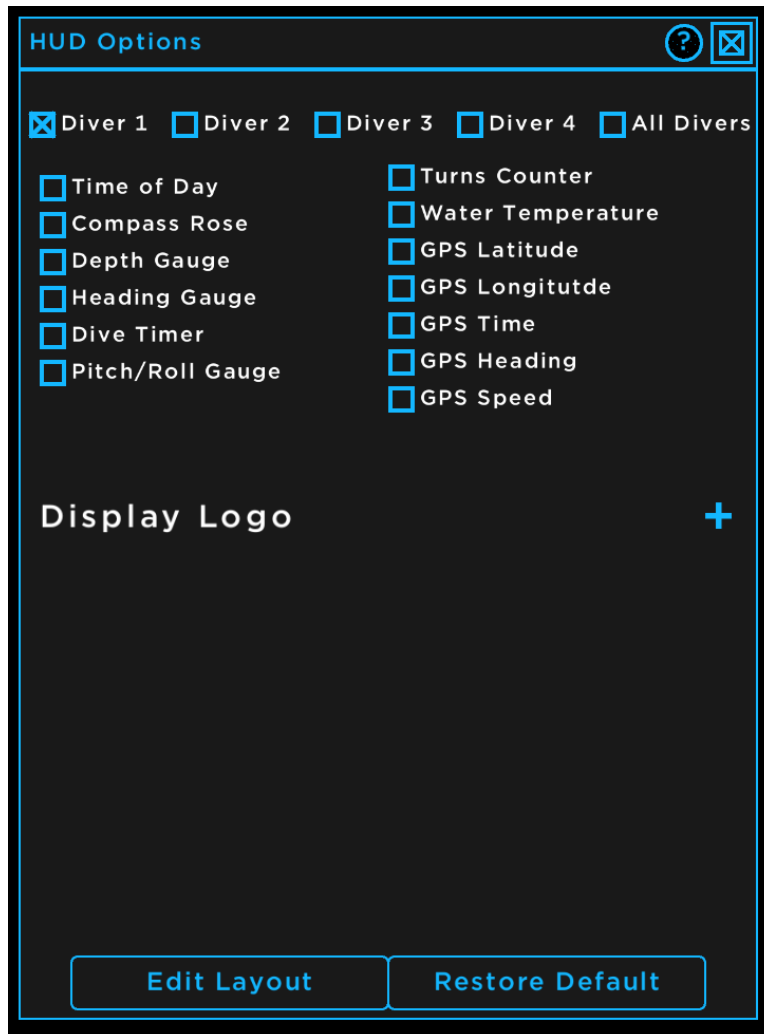 HUD Options ?
Diver 1 Diver 2 Diver 3 Diver 4 All Divers
Time of Day
Compass Rose
Depth Gauge
Heading Gauge
Dive Timer
Pitch/Roll Gauge
Turns Counter
Water Temperature
GPS Latitude
GPS Longitutde
GPS Time
GPS Heading
GPS Speed
Display Logo +
Edit Layout Restore Default